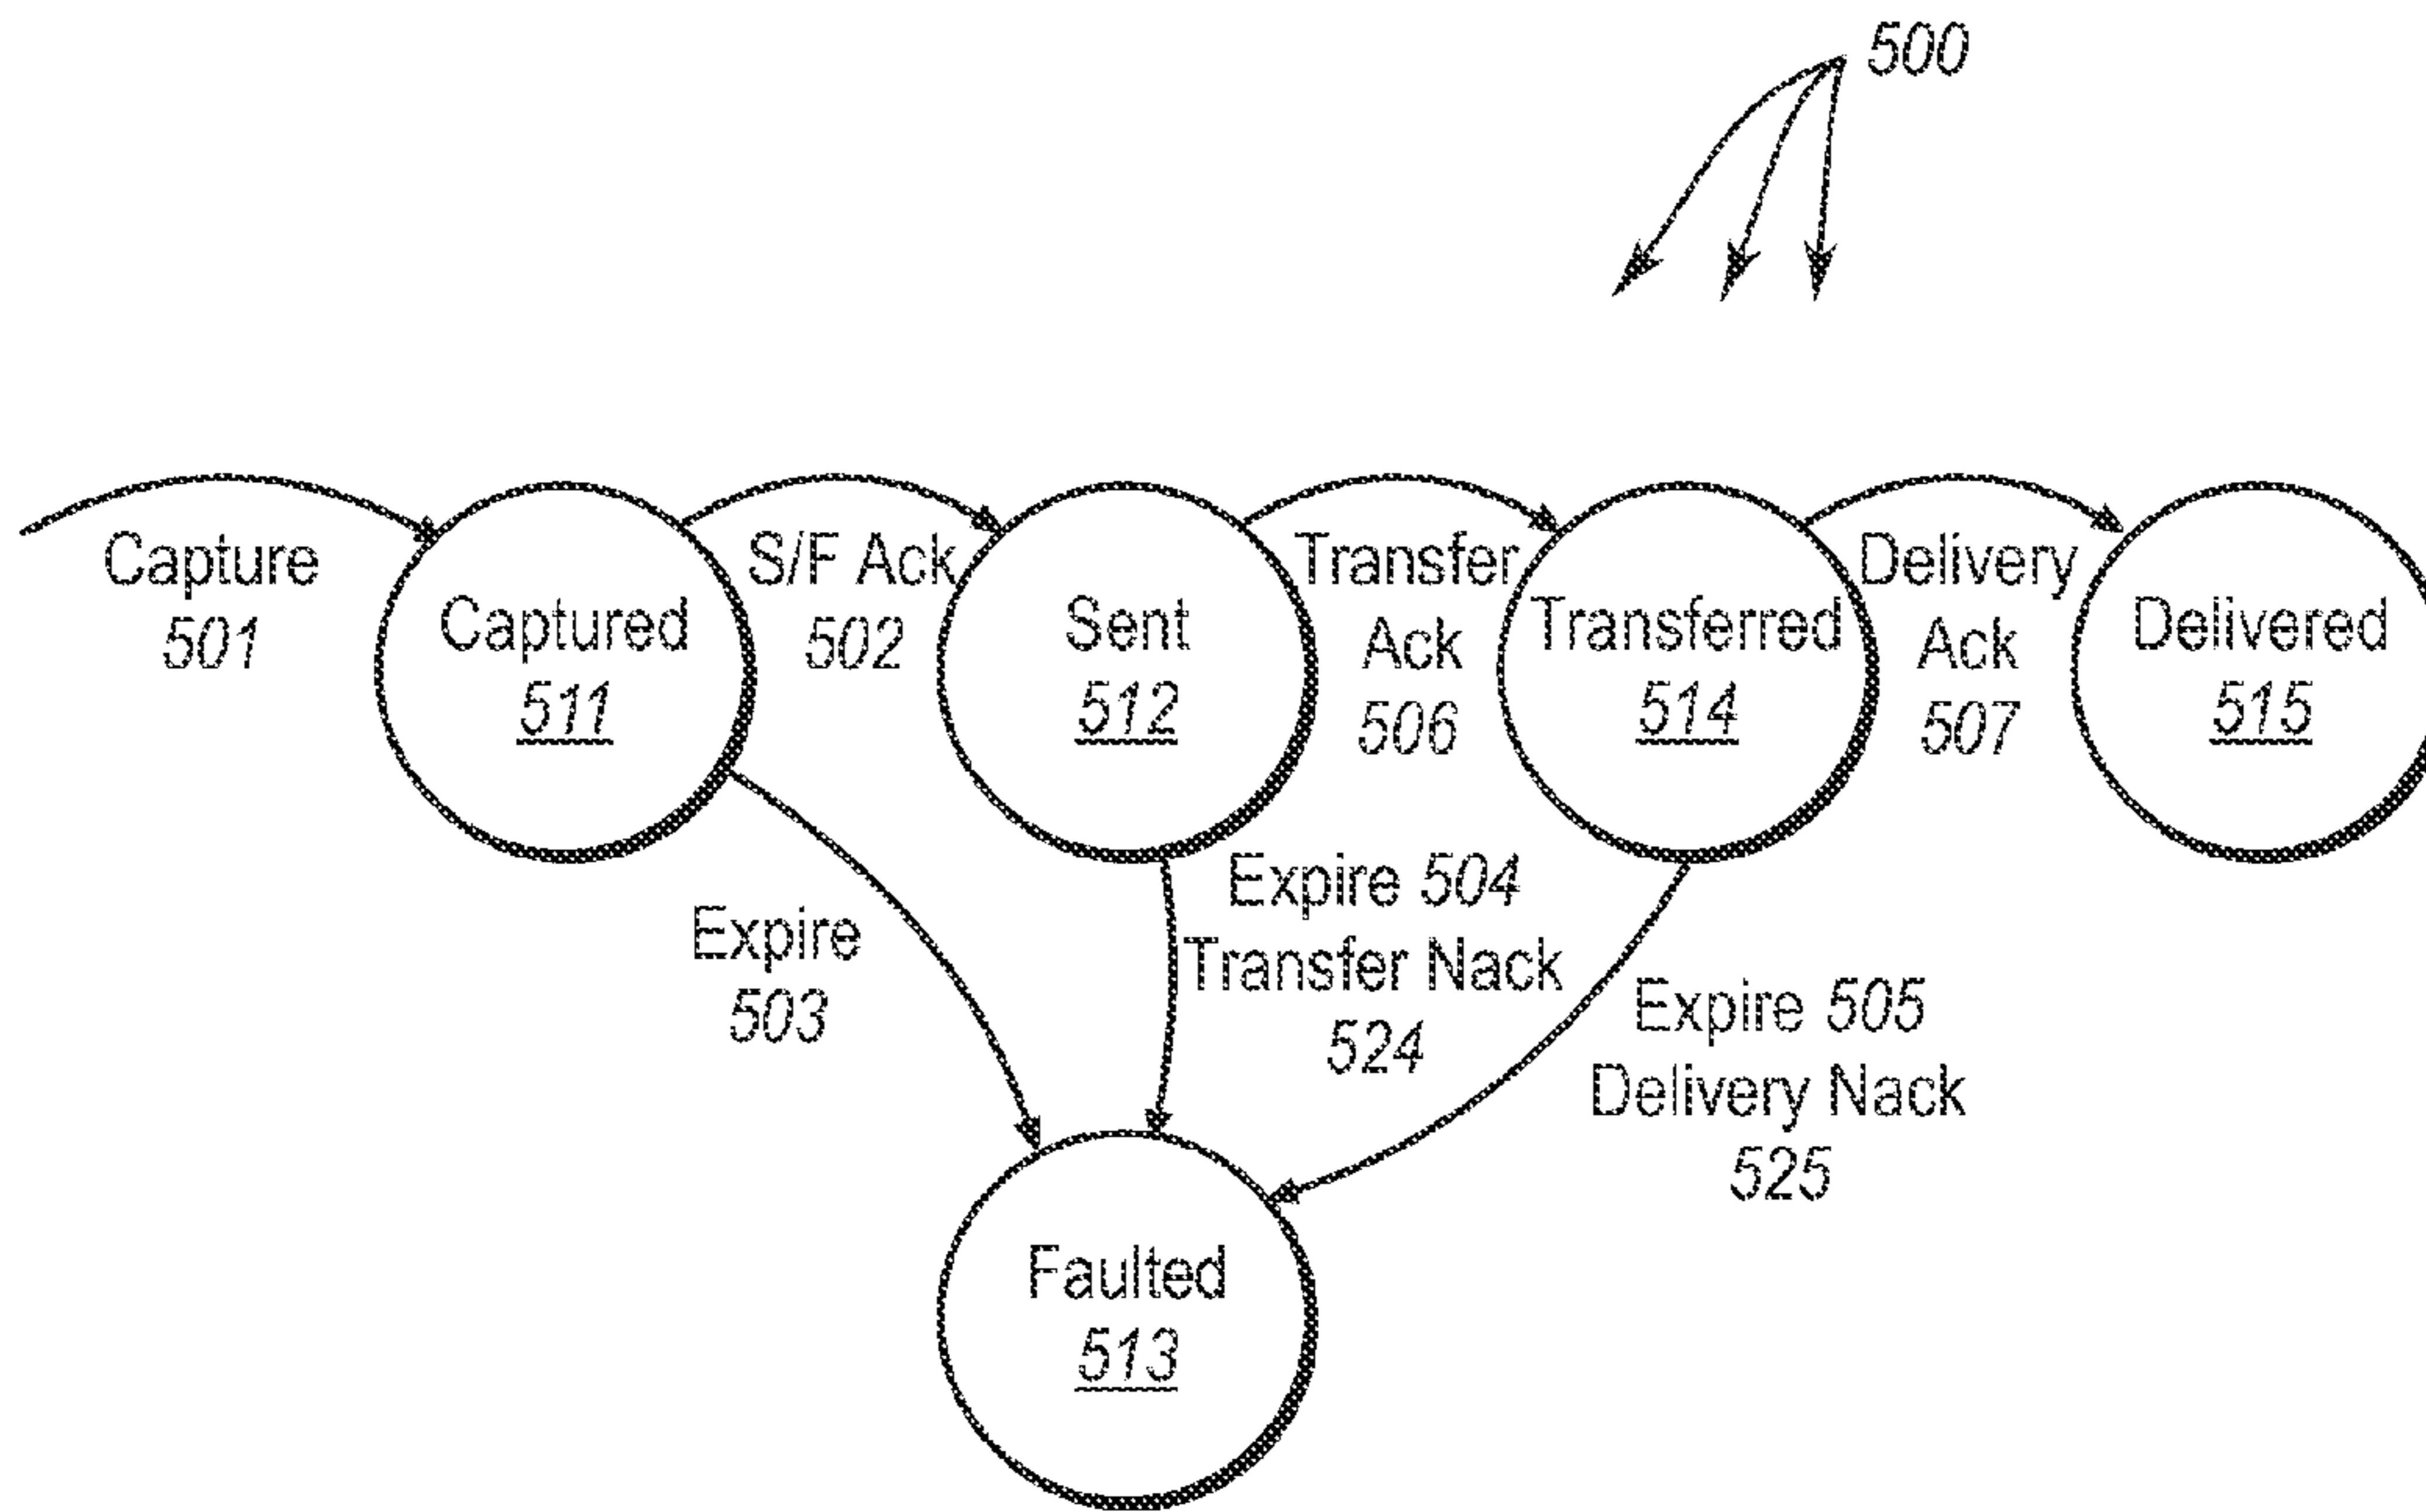 500
Capture
501
Captured
511
S/F Ack
502
Sent
512
Transfer
Ack
506
Transferred
514
Delivery
Ack
507
Delivered
515
Expire
503
Expire 504
Transfer Nack
524
Expire 505
Delivery Nack
525
Faulted
513